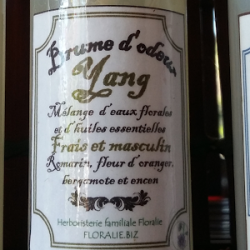 Brume d'odeur
Yang
Mélange d'eaux florales
et d'huiles essentielles
Frais et masculin
Romarin, fleur d'oranger,
bergamote et encen
Herboristerie familiale Floralie
FLORALIE.BIZ